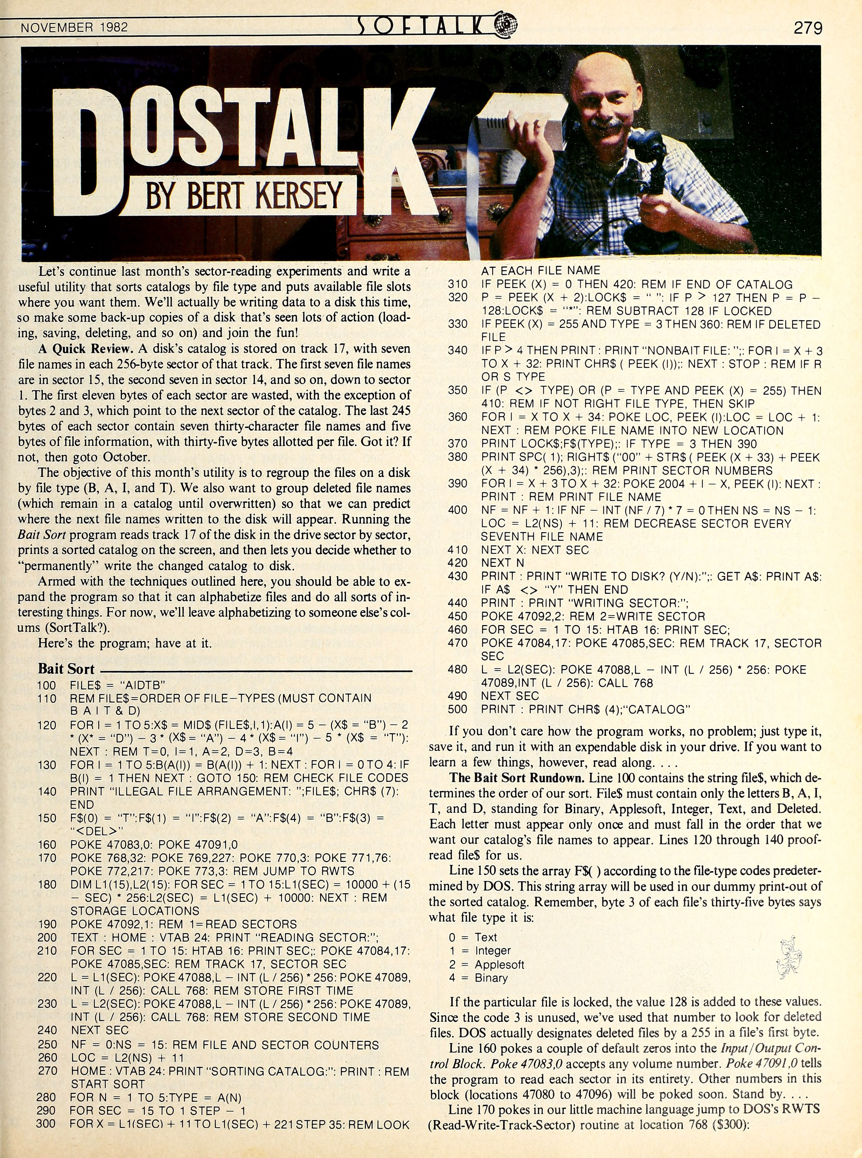 NOVEMBER 1982
SOFTALK
279
DOSTALK
BY BERT KERSEY
Let's continue last month's sector-reading experiments and write a
useful utility that sorts catalogs by file type and puts available file slots
where you want them. We'll actually be writing data to a disk this time,
so make some back-up copies of a disk that's seen lots of action (load-
ing, saving, deleting, and so on) and join the fun!
A Quick Review. A disk's catalog is stored on track 17, with seven
file names in each 256-byte sector of that track. The first seven file names
are in sector 15, the second seven in sector 14, and so on, down to sector
1. The first eleven bytes of each sector are wasted, with the exception of
bytes 2 and 3, which point to the next sector of the catalog. The last 245
bytes of each sector contain seven thirty-character file names and five
bytes of file information, with thirty-five bytes allotted per file. Got it? If
not, then goto October.
The objective of this month's utility is to regroup the files on a disk
by file type (B, A, I, and T). We also want to group deleted file names
(which remain in a catalog until overwritten) so that we can predict
where the next file names written to the disk will appear. Running the
Bait Sort program reads track 17 of the disk in the drive sector by sector,
prints a sorted catalog on the screen, and then lets you decide whether to
"permanently" write the changed catalog to disk.
Armed with the techniques outlined here, you should be able to ex-
pand the program so that it can alphabetize files and do all sorts of in-
teresting things. For now, we'll leave alphabetizing to someone else's col-
ums (SortTalk?).
Here's the program; have at it.
Bait Sort
100 FILE$ = "AIDTB"
110 REM FILE$=ORDER OF FILE–TYPES (MUST CONTAIN
B A I T & D)
120 FOR I = 1 TO 5:X$ = MID$ (FILE$,I,1):A(I) = 5 – (X$ = "B") – 2
* (X* = "D") – 3 * (X$ = "A") – 4 * (X$ = "I") – 5 * (X$ = "T"):
NEXT : REM T=0, I=1, A=2, D=3, B=4
130 FOR I = 1 TO 5:B(A(I)) = B(A(I)) + 1: NEXT : FOR I = 0 TO 4: IF
B(I) = 1 THEN NEXT : GOTO 150: REM CHECK FILE CODES
140 PRINT "ILLEGAL FILE ARRANGEMENT: ";FILE$; CHR$ (7):
END
150 F$(0) = "T":F$(1) = "I":F$(2) = "A":F$(4) = "B":F$(3) =
"<DEL>"
160 POKE 47083,0: POKE 47091,0
170 POKE 768,32: POKE 769,227: POKE 770,3: POKE 771,76:
POKE 772,217: POKE 773,3: REM JUMP TO RWTS
180 DIM L1(15),L2(15): FOR SEC = 1 TO 15:L1(SEC) = 10000 + (15
– SEC) * 256:L2(SEC) = L1(SEC) + 10000: NEXT : REM
STORAGE LOCATIONS
190 POKE 47092,1: REM 1=READ SECTORS
200 TEXT : HOME : VTAB 24: PRINT "READING SECTOR:";
210 FOR SEC = 1 TO 15: HTAB 16: PRINT SEC;: POKE 47084,17:
POKE 47085,SEC: REM TRACK 17, SECTOR SEC
220 L = L1(SEC): POKE 47088,L – INT (L / 256) * 256: POKE 47089,
INT (L / 256): CALL 768: REM STORE FIRST TIME
230 L = L2(SEC): POKE 47088,L – INT (L / 256) * 256: POKE 47089,
INT (L / 256): CALL 768: REM STORE SECOND TIME
240 NEXT SEC
250 NF = 0:NS = 15: REM FILE AND SECTOR COUNTERS
260 LOC = L2(NS) + 11
270 HOME : VTAB 24: PRINT "SORTING CATALOG:": PRINT : REM
START SORT
280 FOR N = 1 TO 5:TYPE = A(N)
290 FOR SEC = 15 TO 1 STEP – 1
300 FOR X = L1(SEC) + 11 TO L1(SEC) + 221 STEP 35: REM LOOK
AT EACH FILE NAME
310 IF PEEK (X) = 0 THEN 420: REM IF END OF CATALOG
320 P = PEEK (X + 2):LOCK$ = " ": IF P > 127 THEN P = P –
128:LOCK$ = "*": REM SUBTRACT 128 IF LOCKED
330 IF PEEK (X) = 255 AND TYPE = 3 THEN 360: REM IF DELETED
FILE
340 IF P > 4 THEN PRINT : PRINT "NONBAIT FILE: ";: FOR I = X + 3
TO X + 32: PRINT CHR$ ( PEEK (I));: NEXT : STOP : REM IF R
OR S TYPE
350 IF (P <> TYPE) OR (P = TYPE AND PEEK (X) = 255) THEN
410: REM IF NOT RIGHT FILE TYPE, THEN SKIP
360 FOR I = X TO X + 34: POKE LOC, PEEK (I):LOC = LOC + 1:
NEXT : REM POKE FILE NAME INTO NEW LOCATION
370 PRINT LOCK$;F$(TYPE);: IF TYPE = 3 THEN 390
380 PRINT SPC( 1); RIGHT$ ("00" + STR$ ( PEEK (X + 33) + PEEK
(X + 34) * 256),3);: REM PRINT SECTOR NUMBERS
390 FOR I = X + 3 TO X + 32: POKE 2004 + I – X, PEEK (I): NEXT :
PRINT : REM PRINT FILE NAME
400 NF = NF + 1: IF NF – INT (NF / 7) * 7 = 0 THEN NS = NS – 1:
LOC = L2(NS) + 11: REM DECREASE SECTOR EVERY
SEVENTH FILE NAME
410 NEXT X: NEXT SEC
420 NEXT N
430 PRINT : PRINT "WRITE TO DISK? (Y/N):";: GET A$: PRINT A$:
IF A$ <> "Y" THEN END
440 PRINT : PRINT "WRITING SECTOR:";
450 POKE 47092,2: REM 2=WRITE SECTOR
460 FOR SEC = 1 TO 15: HTAB 16: PRINT SEC;
470 POKE 47084,17: POKE 47085,SEC: REM TRACK 17, SECTOR
SEC
480 L = L2(SEC): POKE 47088,L – INT (L / 256) * 256: POKE
47089,INT (L / 256): CALL 768
490 NEXT SEC
500 PRINT : PRINT CHR$ (4);"CATALOG"
If you don't care how the program works, no problem; just type it,
save it, and run it with an expendable disk in your drive. If you want to
learn a few things, however, read along. . . .
The Bait Sort Rundown. Line 100 contains the string file$, which de-
termines the order of our sort. File$ must contain only the letters B, A, I,
T, and D, standing for Binary, Applesoft, Integer, Text, and Deleted.
Each letter must appear only once and must fall in the order that we
want our catalog's file names to appear. Lines 120 through 140 proof-
read file$ for us.
Line 150 sets the array F$( ) according to the file-type codes predeter-
mined by DOS. This string array will be used in our dummy print-out of
the sorted catalog. Remember, byte 3 of each file's thirty-five bytes says
what file type it is:
0 = Text
1 = Integer
2 = Applesoft
4 = Binary
If the particular file is locked, the value 128 is added to these values.
Since the code 3 is unused, we've used that number to look for deleted
files. DOS actually designates deleted files by a 255 in a file's first byte.
Line 160 pokes a couple of default zeros into the Input/Output Con-
trol Block. Poke 47083,0 accepts any volume number. Poke 47091,0 tells
the program to read each sector in its entirety. Other numbers in this
block (locations 47080 to 47096) will be poked soon. Stand by. . . .
Line 170 pokes in our little machine language jump to DOS's RWTS
(Read-Write-Track-Sector) routine at location 768 ($300):